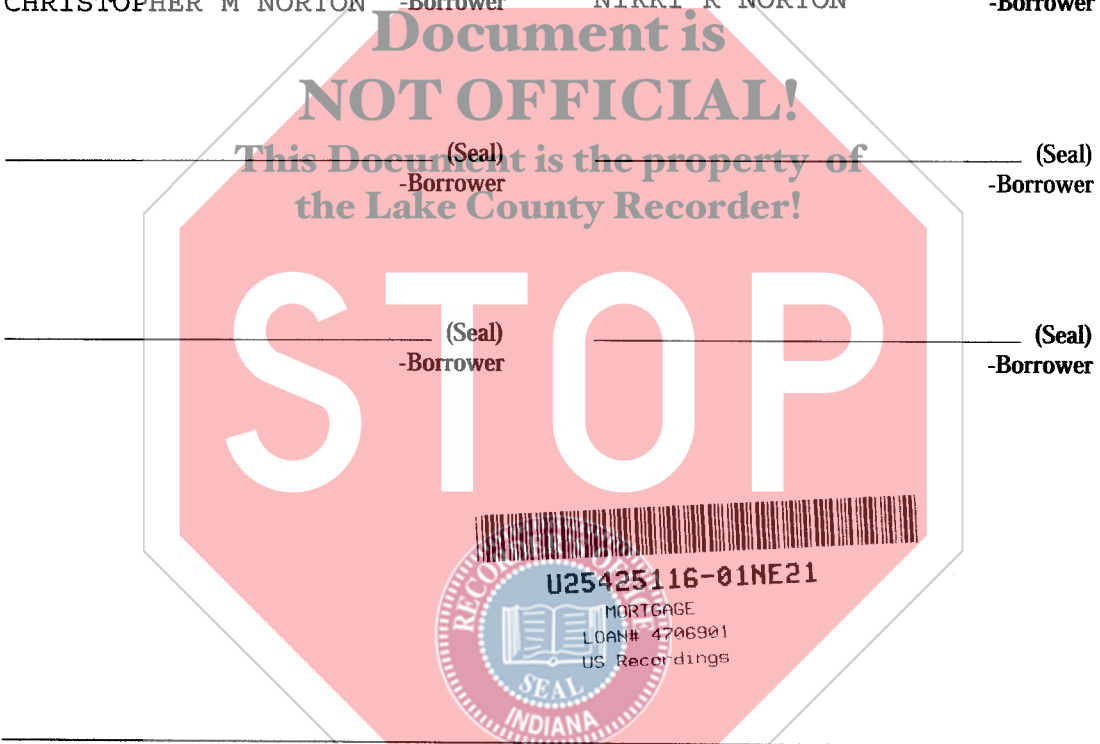 CHRISTOPHER M NORTON -Borrower NIKKI R NORTON -Borrower
Document is
NOT OFFICIAL!
(Seal) (Seal)
This Document is the property of
-Borrower -Borrower
the Lake County Recorder!
STOP
(Seal) (Seal)
-Borrower -Borrower
RECORDER'S OFFICE
U25425116-01NE21
MORTGAGE
LOAN# 4706901
US Recordings
SEAL
INDIANA